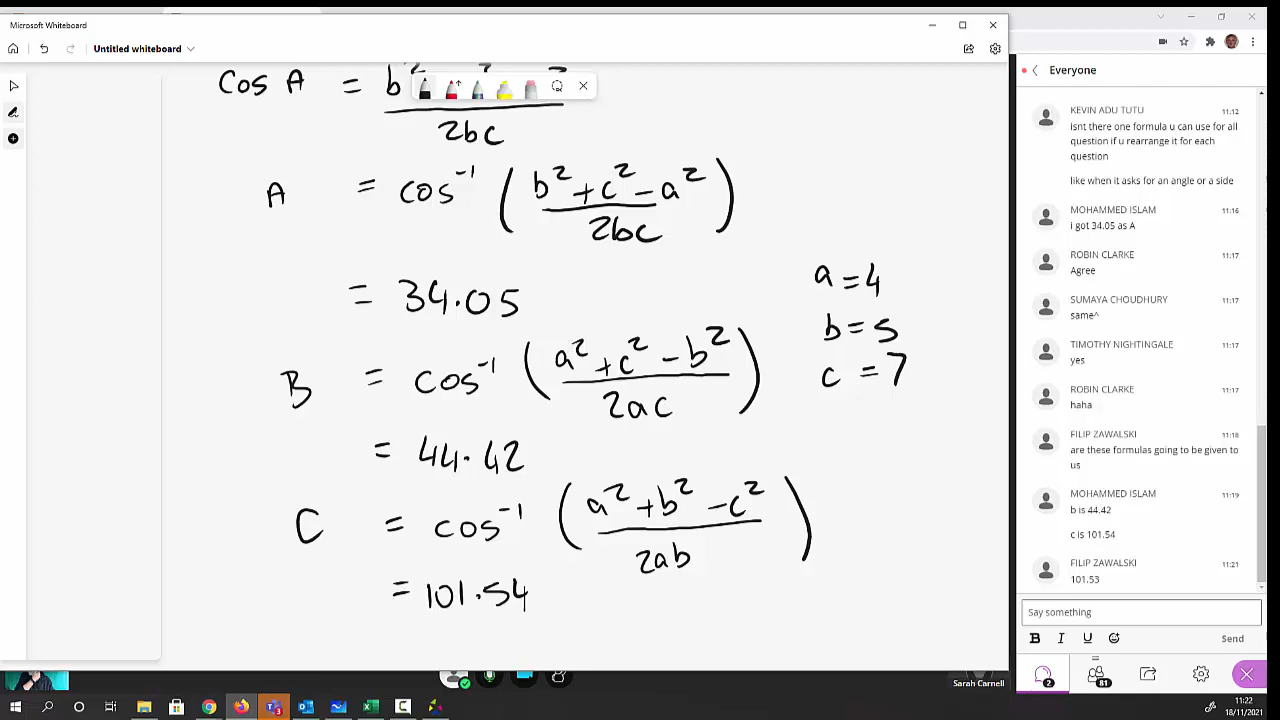 Microsoft Whiteboard
Untitled whiteboard
Cos A = b²
2bc
A = cos⁻¹ ( b² + c² - a² )
2bc
= 34.05
a = 4
b = 5
c = 7
B = cos⁻¹ ( a² + c² - b² )
2ac
= 44.42
C = cos⁻¹ ( a² + b² - c² )
2ab
= 101.54
Everyone
KEVIN ADU TUTU 11:12
isnt there one formula u can use for all
question if u rearrange it for each
question
like when it asks for an angle or a side
MOHAMMED ISLAM 11:16
i got 34.05 as A
ROBIN CLARKE 11:17
Agree
SUMAYA CHOUDHURY 11:17
same^
TIMOTHY NIGHTINGALE 11:17
yes
ROBIN CLARKE 11:17
haha
FILIP ZAWALSKI 11:18
are these formulas going to be given to
us
MOHAMMED ISLAM 11:19
b is 44.42
c is 101.54
FILIP ZAWALSKI 11:21
101.53
Say something
B I U Send
2
81
Sarah Carnell
11:22
18/11/2021